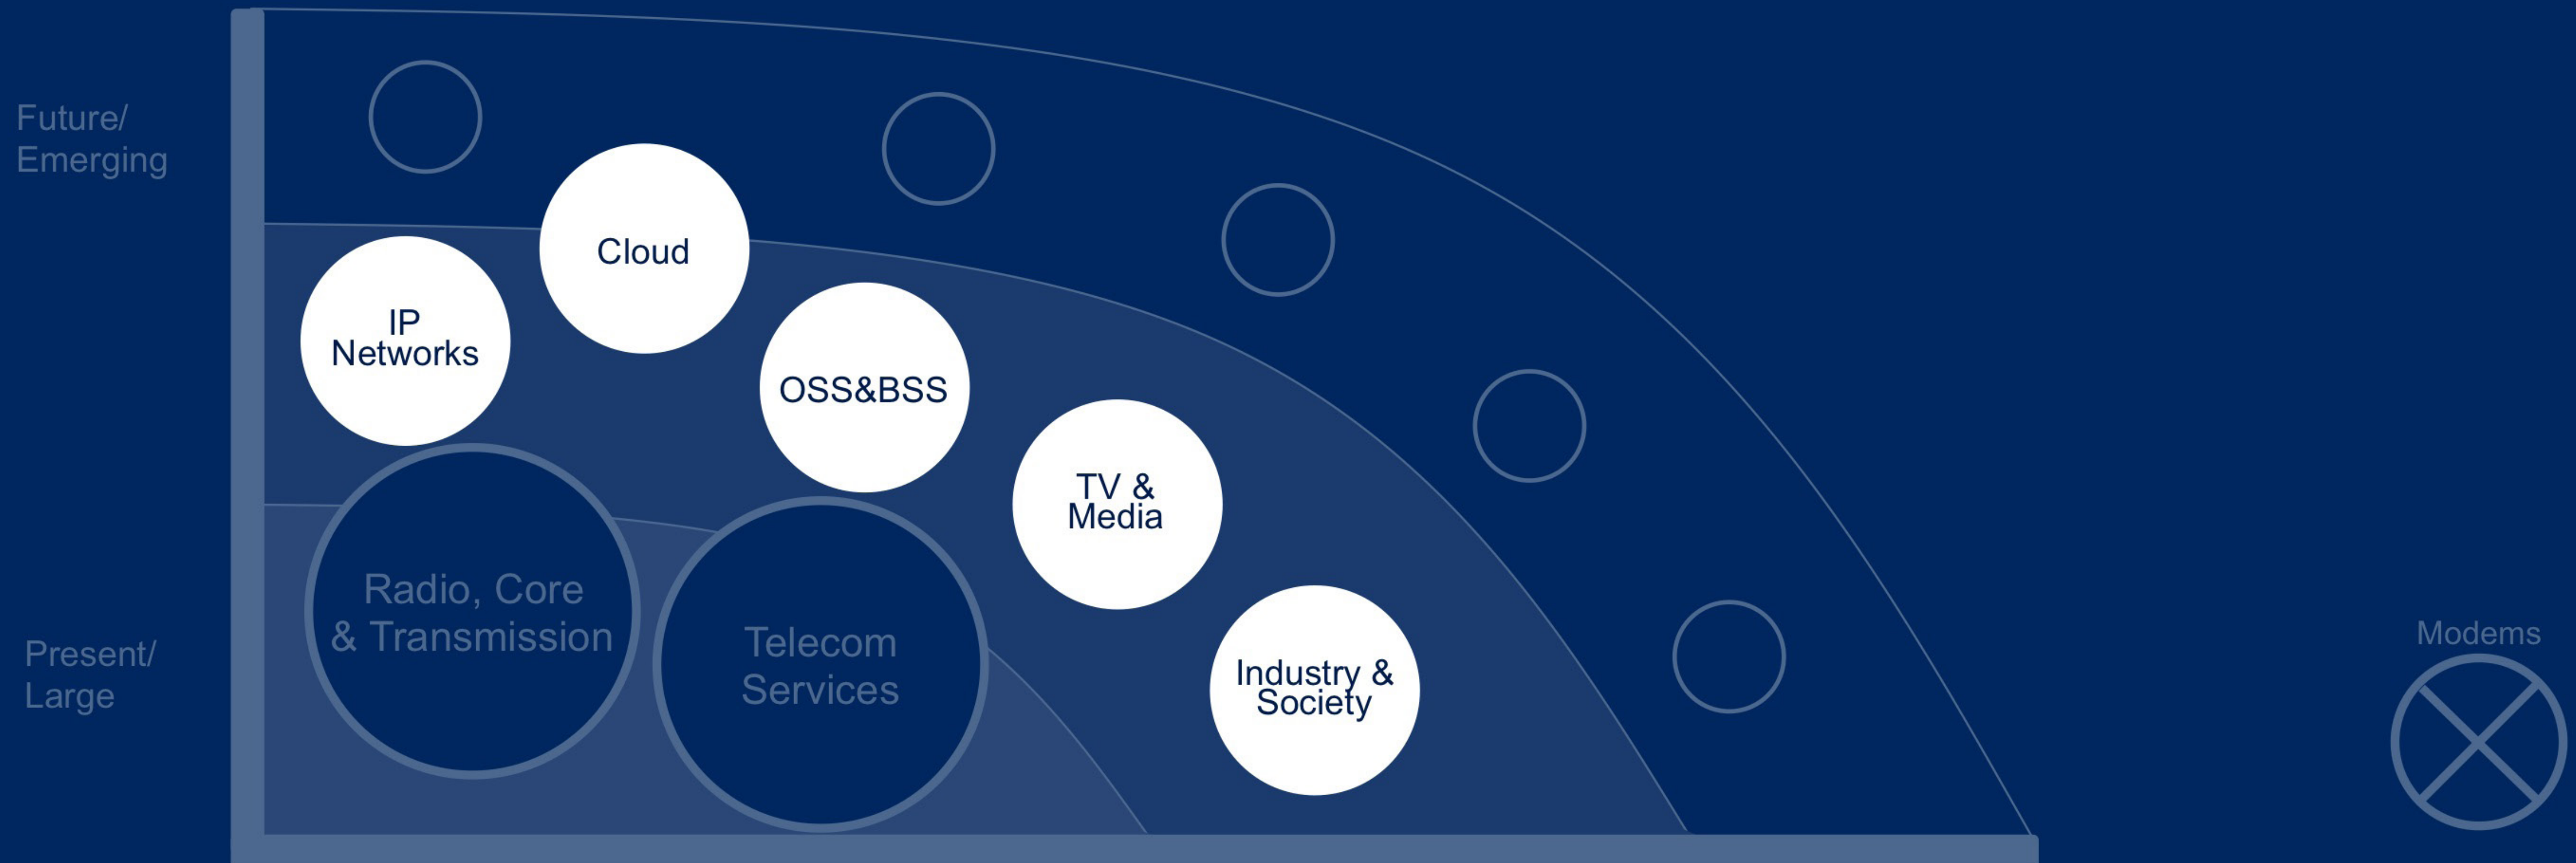 Future/
Emerging
Cloud
IP
Networks
OSS&BSS
TV &
Media
Radio, Core
& Transmission
Telecom
Services
Industry &
Society
Present/
Large
Modems